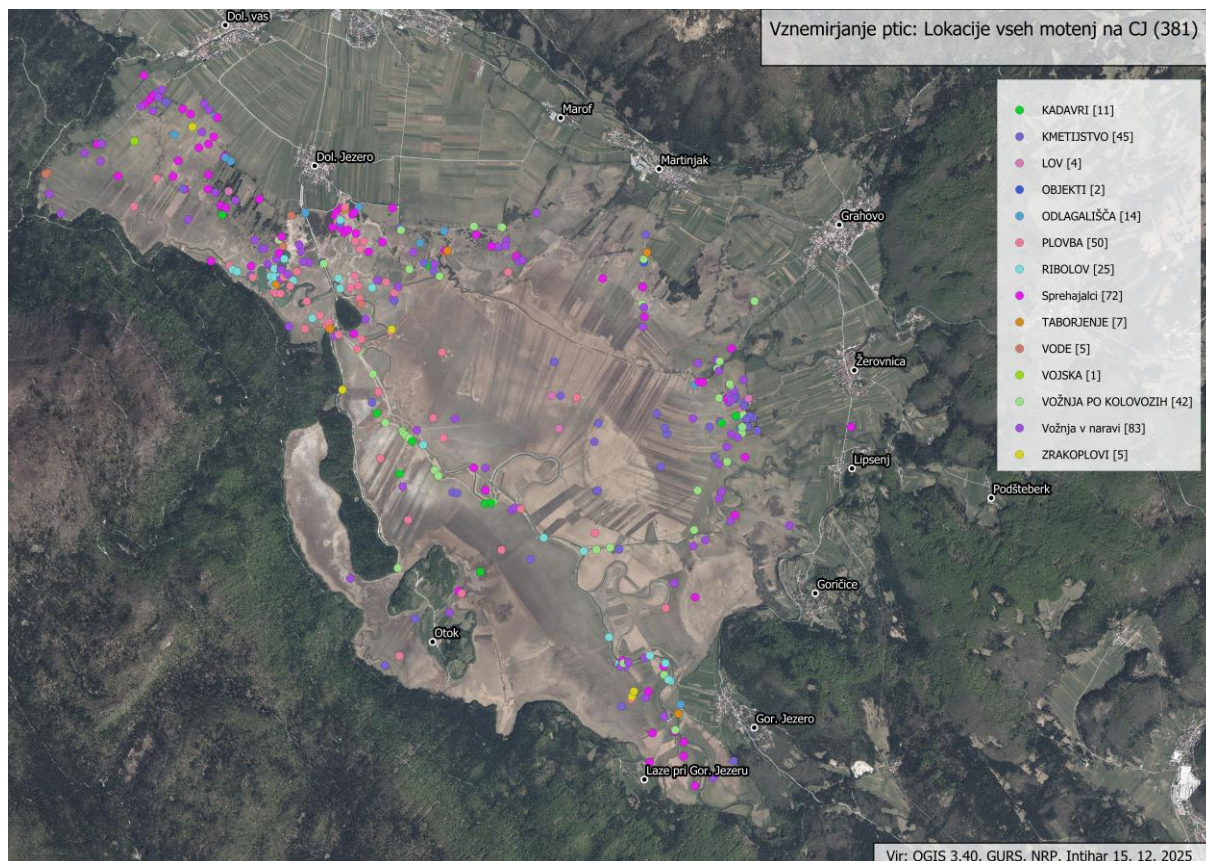 Dol. vas
Vznemirjanje ptic: Lokacije vseh motenj na CJ (381)
Marof
Dol. Jezero
Martinjak
Grahovo
Žerovnica
Lipsenj
Podšteberk
Goričice
Otok
Gor. Jezero
Laze pri Gor. Jezeru
KADAVRI [11]
KMETIJSTVO [45]
LOV [4]
OBJEKTI [2]
ODLAGALIŠČA [14]
PLOVBA [50]
RIBOLOV [25]
Sprehajalci [72]
TABORJENJE [7]
VODE [5]
VOJSKA [1]
VOŽNJA PO KOLOVOZIH [42]
Vožnja v naravi [83]
ZRAKOPLOVI [5]
Vir: QGIS 3.40, GURS, NRP, Intihar 15. 12. 2025